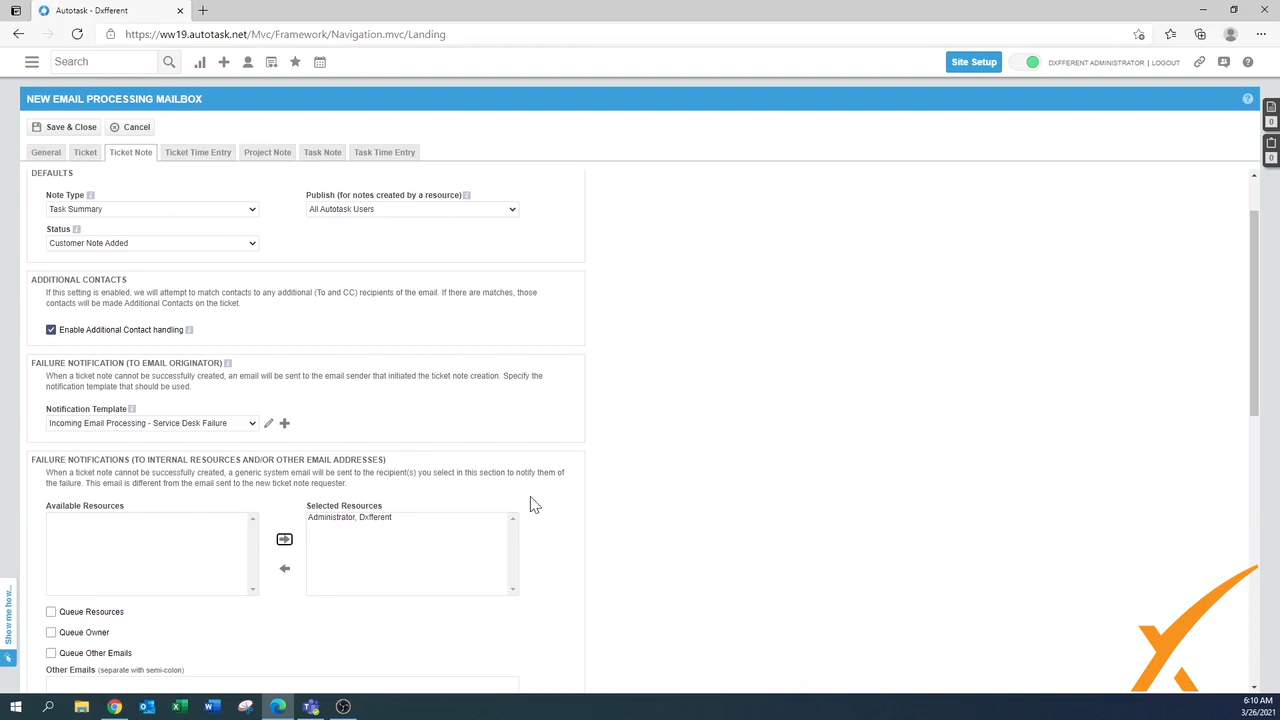 Autotask - Dxfferent
https://ww19.autotask.net/Mvc/Framework/Navigation.mvc/Landing
Search
Site Setup
DXFFERENT ADMINISTRATOR | LOGOUT
NEW EMAIL PROCESSING MAILBOX
Save & Close
Cancel
0
General
Ticket
Ticket Note
Ticket Time Entry
Project Note
Task Note
Task Time Entry
0
DEFAULTS
Note Type
Publish (for notes created by a resource)
Task Summary
All Autotask Users
Status
Customer Note Added
ADDITIONAL CONTACTS
If this setting is enabled, we will attempt to match contacts to any additional (To and CC) recipients of the email. If there are matches, those
contacts will be made Additional Contacts on the ticket.
Enable Additional Contact handling
FAILURE NOTIFICATION (TO EMAIL ORIGINATOR)
When a ticket note cannot be successfully created, an email will be sent to the email sender that initiated the ticket note creation. Specify the
notification template that should be used.
Notification Template
Incoming Email Processing - Service Desk Failure
FAILURE NOTIFICATIONS (TO INTERNAL RESOURCES AND/OR OTHER EMAIL ADDRESSES)
When a ticket note cannot be successfully created, a generic system email will be sent to the recipient(s) you select in this section to notify them of
the failure. This email is different from the email sent to the new ticket note requester.
Available Resources
Selected Resources
Administrator, Dxfferent
Queue Resources
Queue Owner
Queue Other Emails
Other Emails (separate with semi-colon)
Show me how...
6:10 AM
3/26/2021